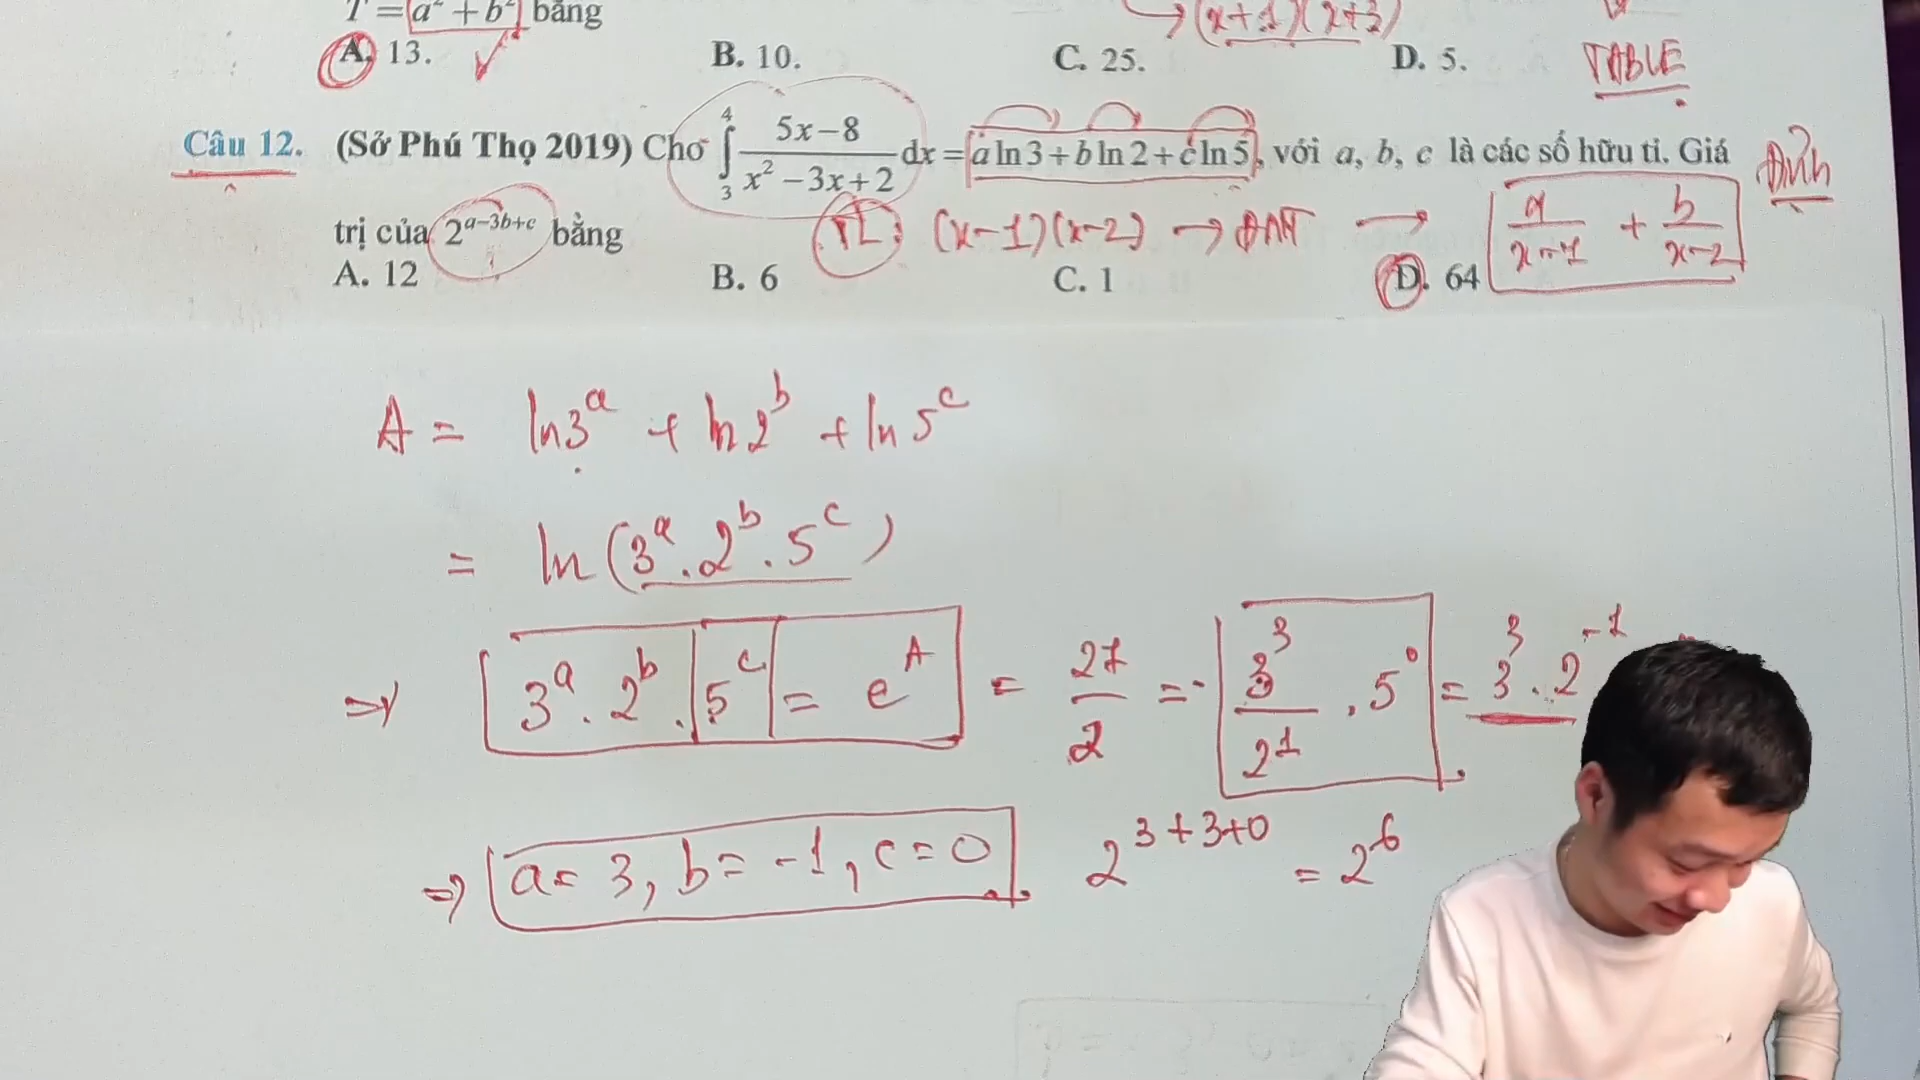 T = a² + b² bằng
→ (x+1)(x+3)
A. 13. B. 10. C. 25. D. 5. TABLE
Câu 12. (Sở Phú Thọ 2019) Cho ∫₃⁴ (5x−8)/(x²−3x+2) dx = a ln 3 + b ln 2 + c ln 5, với a, b, c là các số hữu tỉ. Giá
trị của 2^(a−3b+c) bằng TL: (x-1)(x-2) → → a/(x-1) + b/(x-2)
A. 12 B. 6 C. 1 D. 64
A = ln3^a + ln2^b + ln5^c
= ln(3^a . 2^b . 5^c)
=> 3^a . 2^b . 5^c = e^A = 27/2 = 3³/2¹ . 5⁰ = 3³ . 2⁻¹
=> a = 3, b = -1, c = 0 2^(3+3+0) = 2⁶